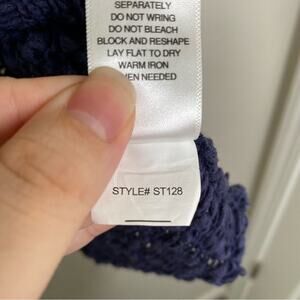 SEPARATELY
DO NOT WRING
DO NOT BLEACH
BLOCK AND RESHAPE
LAY FLAT TO DRY
WARM IRON
EN NEEDED
STYLE# ST128